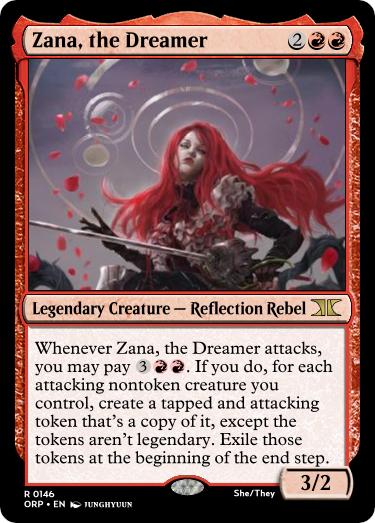 Zana, the Dreamer 2
Legendary Creature — Reflection Rebel
Whenever Zana, the Dreamer attacks,
you may pay 3. If you do, for each
attacking nontoken creature you
control, create a tapped and attacking
token that's a copy of it, except the
tokens aren't legendary. Exile those
tokens at the beginning of the end step.
3/2
R 0146
ORP • EN JUNGHYUUN
She/They